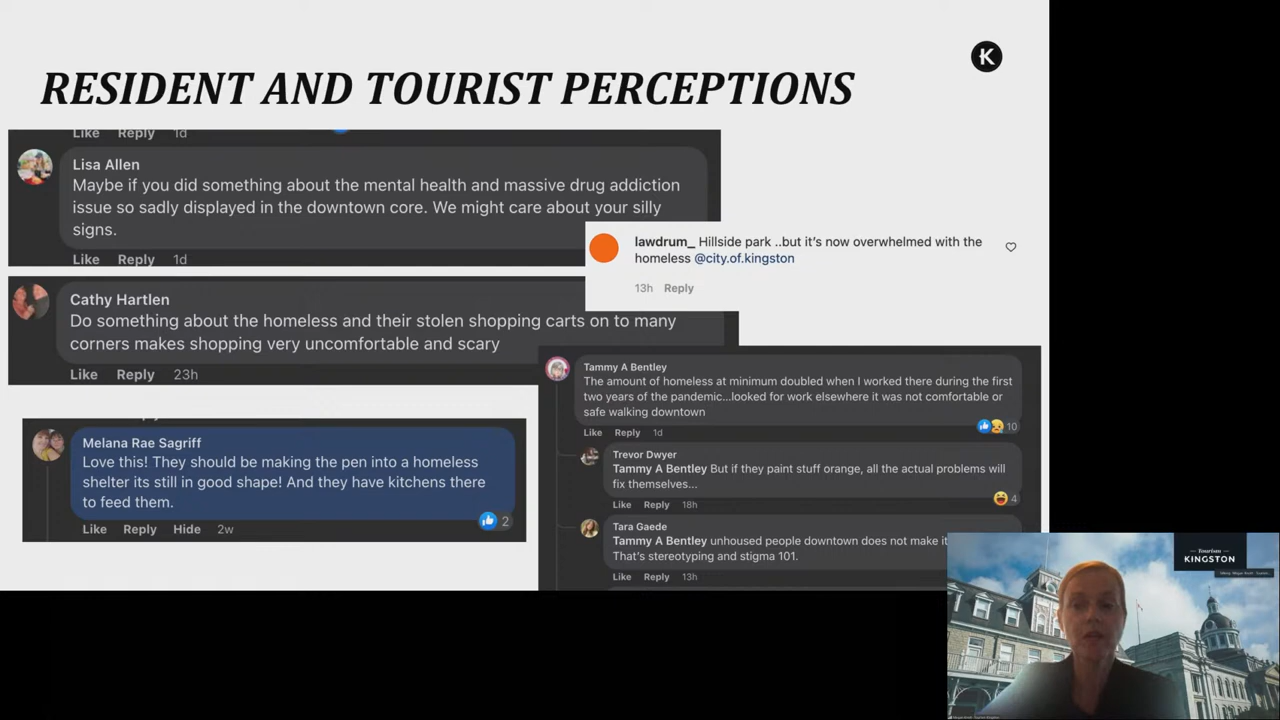 RESIDENT AND TOURIST PERCEPTIONS
K
Like Reply 1d
Lisa Allen
Maybe if you did something about the mental health and massive drug addiction
issue so sadly displayed in the downtown core. We might care about your silly
signs.
Like Reply 1d
lawdrum_ Hillside park ..but it's now overwhelmed with the
homeless @city.of.kingston
13h Reply
Cathy Hartlen
Do something about the homeless and their stolen shopping carts on to many
corners makes shopping very uncomfortable and scary
Like Reply 23h
Tammy A Bentley
The amount of homeless at minimum doubled when I worked there during the first
two years of the pandemic...looked for work elsewhere it was not comfortable or
safe walking downtown
Like Reply 1d
10
Trevor Dwyer
Tammy A Bentley But if they paint stuff orange, all the actual problems will
fix themselves...
Like Reply 18h
4
Tara Gaede
Tammy A Bentley unhoused people downtown does not make it
That's stereotyping and stigma 101.
Like Reply 13h
Melana Rae Sagriff
Love this! They should be making the pen into a homeless
shelter its still in good shape! And they have kitchens there
to feed them.
Like Reply Hide 2w
2
Tourism
KINGSTON